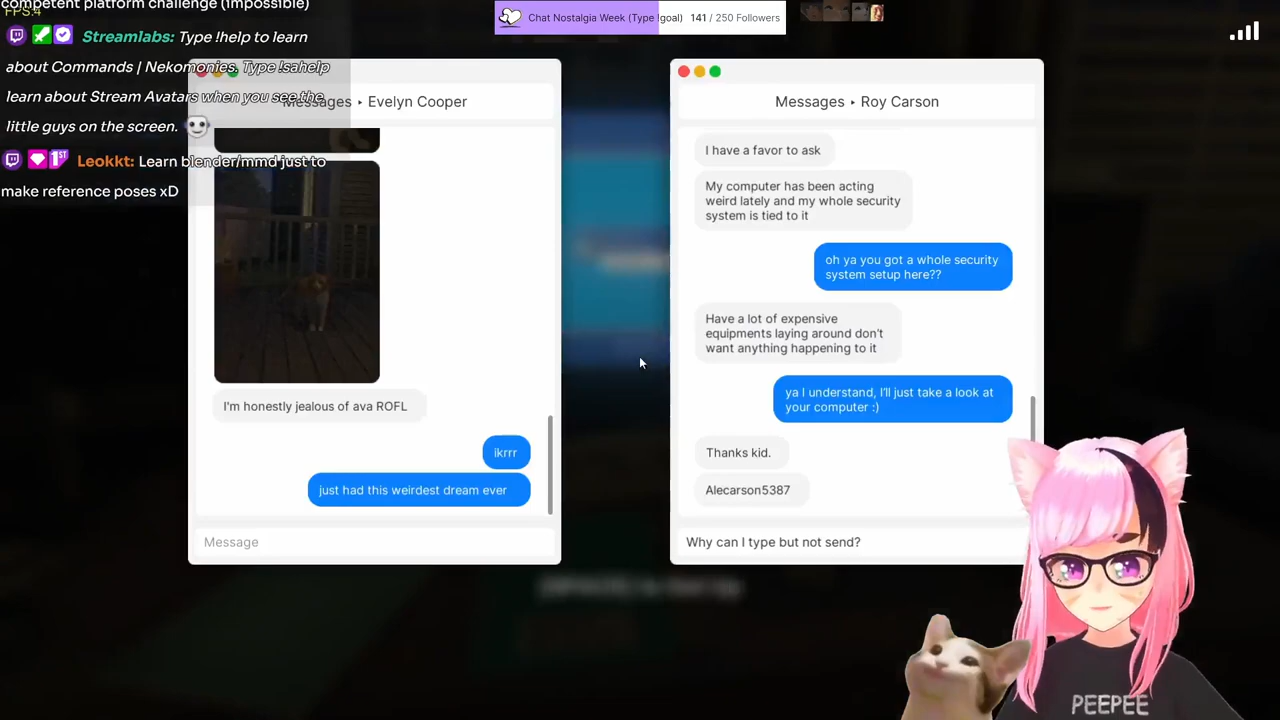 competent platform challenge (impossible)
FPS:4
Streamlabs: Type !help to learn
about Commands | Nekomonies. Type !sahelp
learn about Stream Avatars when you see the
little guys on the screen.
1ST Leokkt: Learn blender/mmd just to
make reference poses xD
Chat Nostalgia Week (Type !goal) 141 / 250 Followers
Messages ‣ Evelyn Cooper
I'm honestly jealous of ava ROFL
ikrrr
just had this weirdest dream ever
Message
Messages ‣ Roy Carson
I have a favor to ask
My computer has been acting
weird lately and my whole security
system is tied to it
oh ya you got a whole security
system setup here??
Have a lot of expensive
equipments laying around don't
want anything happening to it
ya I understand, I'll just take a look at
your computer :)
Thanks kid.
Alecarson5387
Why can I type but not send?
PEEPEE